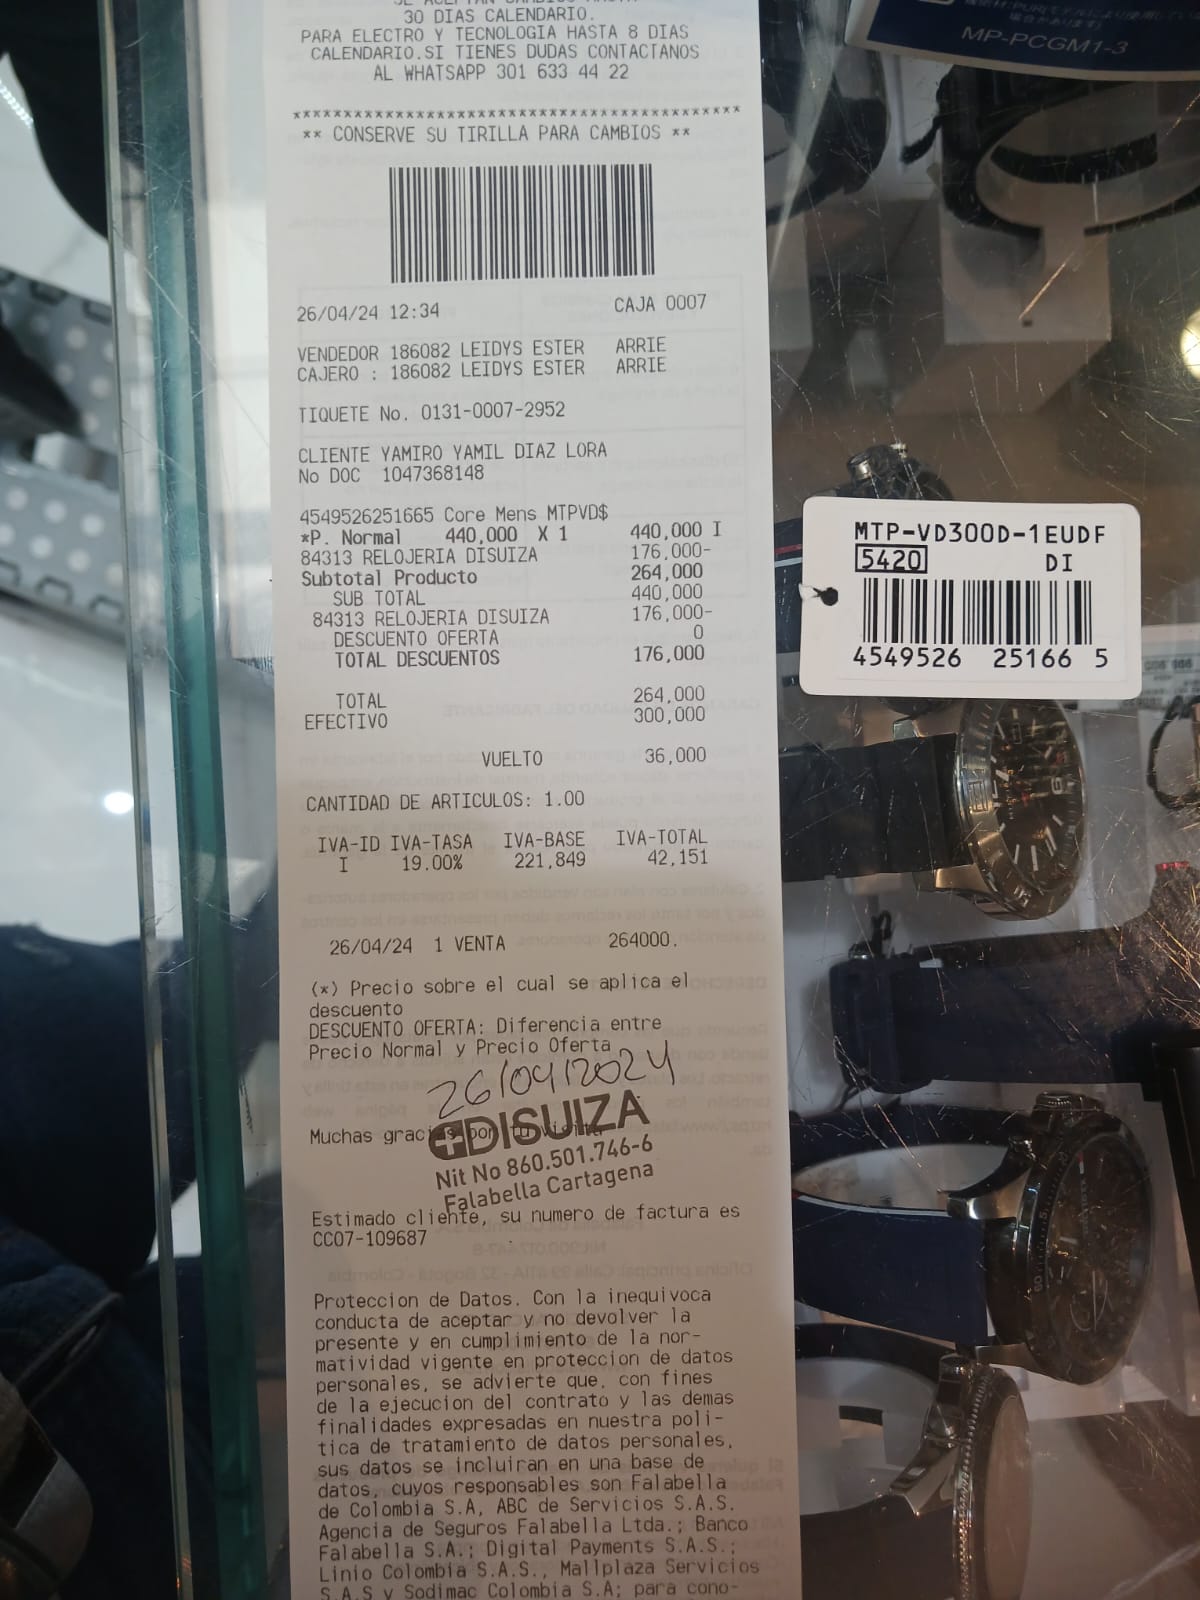 30 DIAS CALENDARIO.
PARA ELECTRO Y TECNOLOGIA HASTA 8 DIAS
CALENDARIO.SI TIENES DUDAS CONTACTANOS
AL WHATSAPP 301 633 44 22
****************************************
** CONSERVE SU TIRILLA PARA CAMBIOS **
26/04/24 12:34 CAJA 0007
VENDEDOR 186082 LEIDYS ESTER ARRIE
CAJERO : 186082 LEIDYS ESTER ARRIE
TIQUETE No. 0131-0007-2952
CLIENTE YAMIRO YAMIL DIAZ LORA
No DOC 1047368148
4549526251665 Core Mens MTPVD$
*P. Normal 440,000 X 1 440,000 I
84313 RELOJERIA DISUIZA 176,000-
Subtotal Producto 264,000
SUB TOTAL 440,000
84313 RELOJERIA DISUIZA 176,000-
DESCUENTO OFERTA 0
TOTAL DESCUENTOS 176,000
TOTAL 264,000
EFECTIVO 300,000
VUELTO 36,000
CANTIDAD DE ARTICULOS: 1.00
IVA-ID IVA-TASA IVA-BASE IVA-TOTAL
I 19.00% 221,849 42,151
26/04/24 1 VENTA 264000.
(*) Precio sobre el cual se aplica el
descuento
DESCUENTO OFERTA: Diferencia entre
Precio Normal y Precio Oferta
26/04/2024
Muchas gracias por tu visita
DISUIZA
Nit No 860.501.746-6
Falabella Cartagena
Estimado cliente, su numero de factura es
CC07-109687
Proteccion de Datos. Con la inequivoca
conducta de aceptar y no devolver la
presente y en cumplimiento de la nor-
matividad vigente en proteccion de datos
personales, se advierte que, con fines
de la ejecucion del contrato y las demas
finalidades expresadas en nuestra poli-
tica de tratamiento de datos personales,
sus datos se incluiran en una base de
datos, cuyos responsables son Falabella
de Colombia S.A, ABC de Servicios S.A.S.
Agencia de Seguros Falabella Ltda.; Banco
Falabella S.A.; Digital Payments S.A.S.;
Linio Colombia S.A.S., Mallplaza Servicios
S.A.S y Sodimac Colombia S.A; para cono-
MP-PCGM1-3
MTP-VD300D-1EUDF
5420 DI
4549526 25166 5